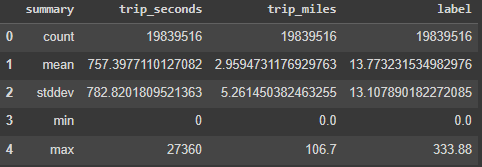 summary trip_seconds trip_miles label
0 count 19839516 19839516 19839516
1 mean 757.3977110127082 2.9594731176929763 13.773231534982976
2 stddev 782.8201809521363 5.261450382463255 13.107890182272085
3 min 0 0.0 0.0
4 max 27360 106.7 333.88